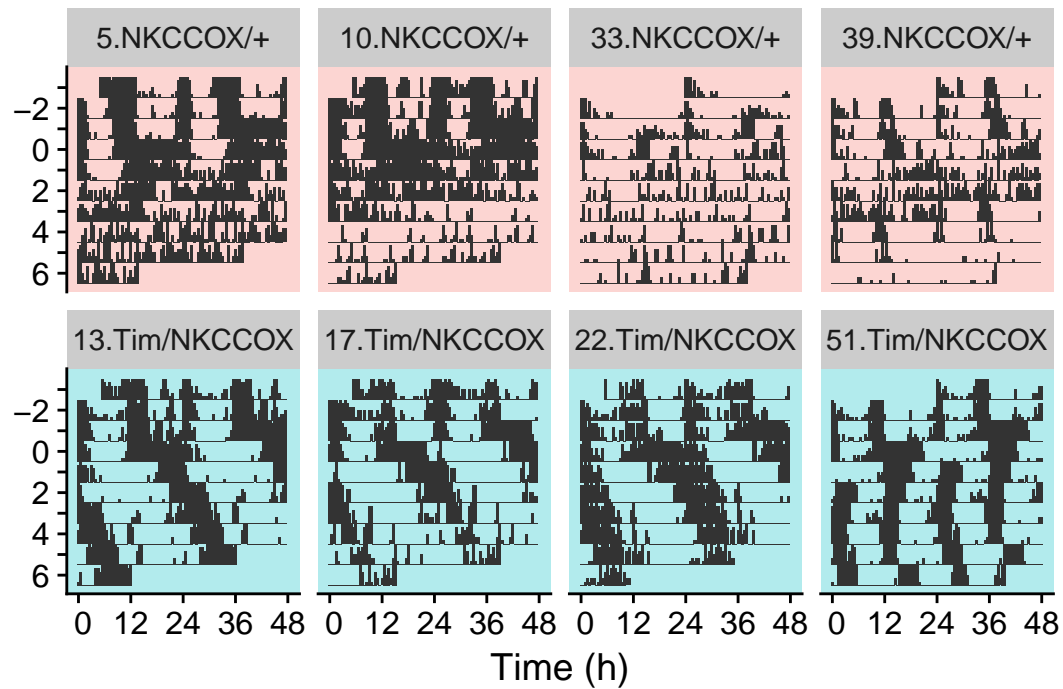 5.NKCCOX/+ 10.NKCCOX/+ 33.NKCCOX/+ 39.NKCCOX/+
−2
0
2
4
6
13.Tim/NKCCOX 17.Tim/NKCCOX 22.Tim/NKCCOX 51.Tim/NKCCOX
−2
0
2
4
6
0 12 24 36 48 0 12 24 36 48 0 12 24 36 48 0 12 24 36 48
Time (h)